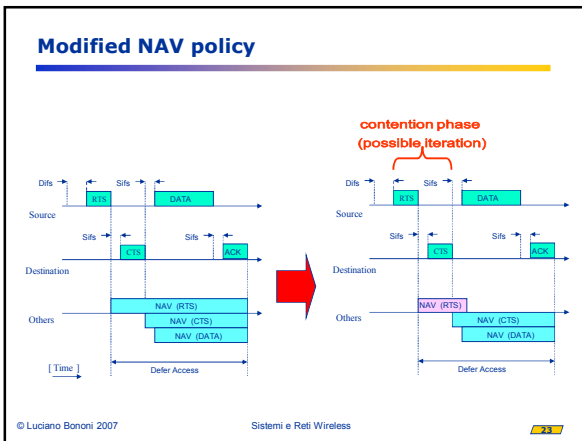 Modified NAV policy
contention phase
(possible iteration)
Difs Sifs
RTS DATA
Source
Sifs Sifs
CTS ACK
Destination
NAV (RTS)
Others NAV (CTS)
NAV (DATA)
[ Time ] Defer Access
Difs Sifs
RTS DATA
Source
Sifs Sifs
CTS ACK
Destination
NAV (RTS)
Others NAV (CTS)
NAV (DATA)
Defer Access
© Luciano Bononi 2007 Sistemi e Reti Wireless 23